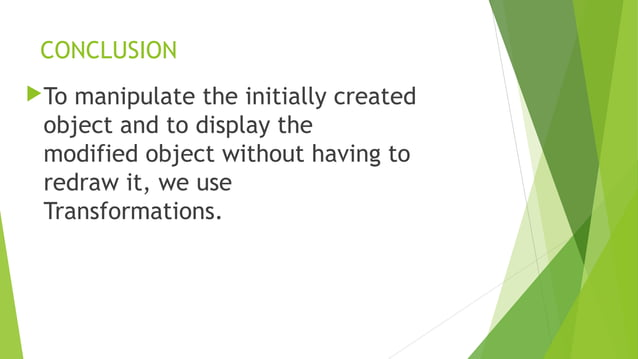 CONCLUSION
To manipulate the initially created
object and to display the
modified object without having to
redraw it, we use
Transformations.